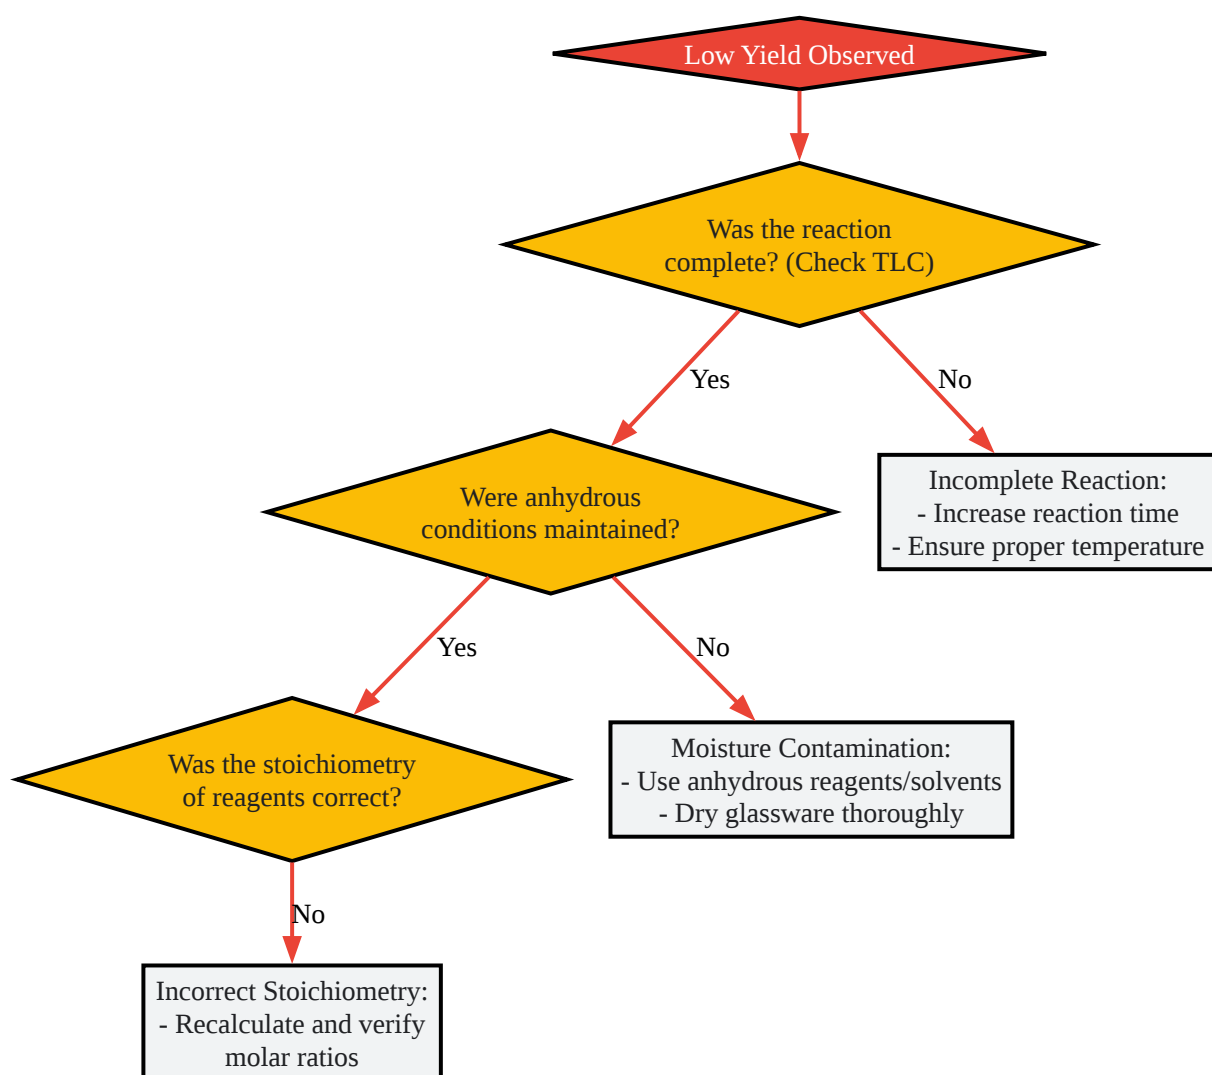 Low Yield Observed
Was the reaction
complete? (Check TLC)
Yes
No
Incomplete Reaction:
- Increase reaction time
- Ensure proper temperature
Were anhydrous
conditions maintained?
Yes
No
Moisture Contamination:
- Use anhydrous reagents/solvents
- Dry glassware thoroughly
Was the stoichiometry
of reagents correct?
No
Incorrect Stoichiometry:
- Recalculate and verify
molar ratios